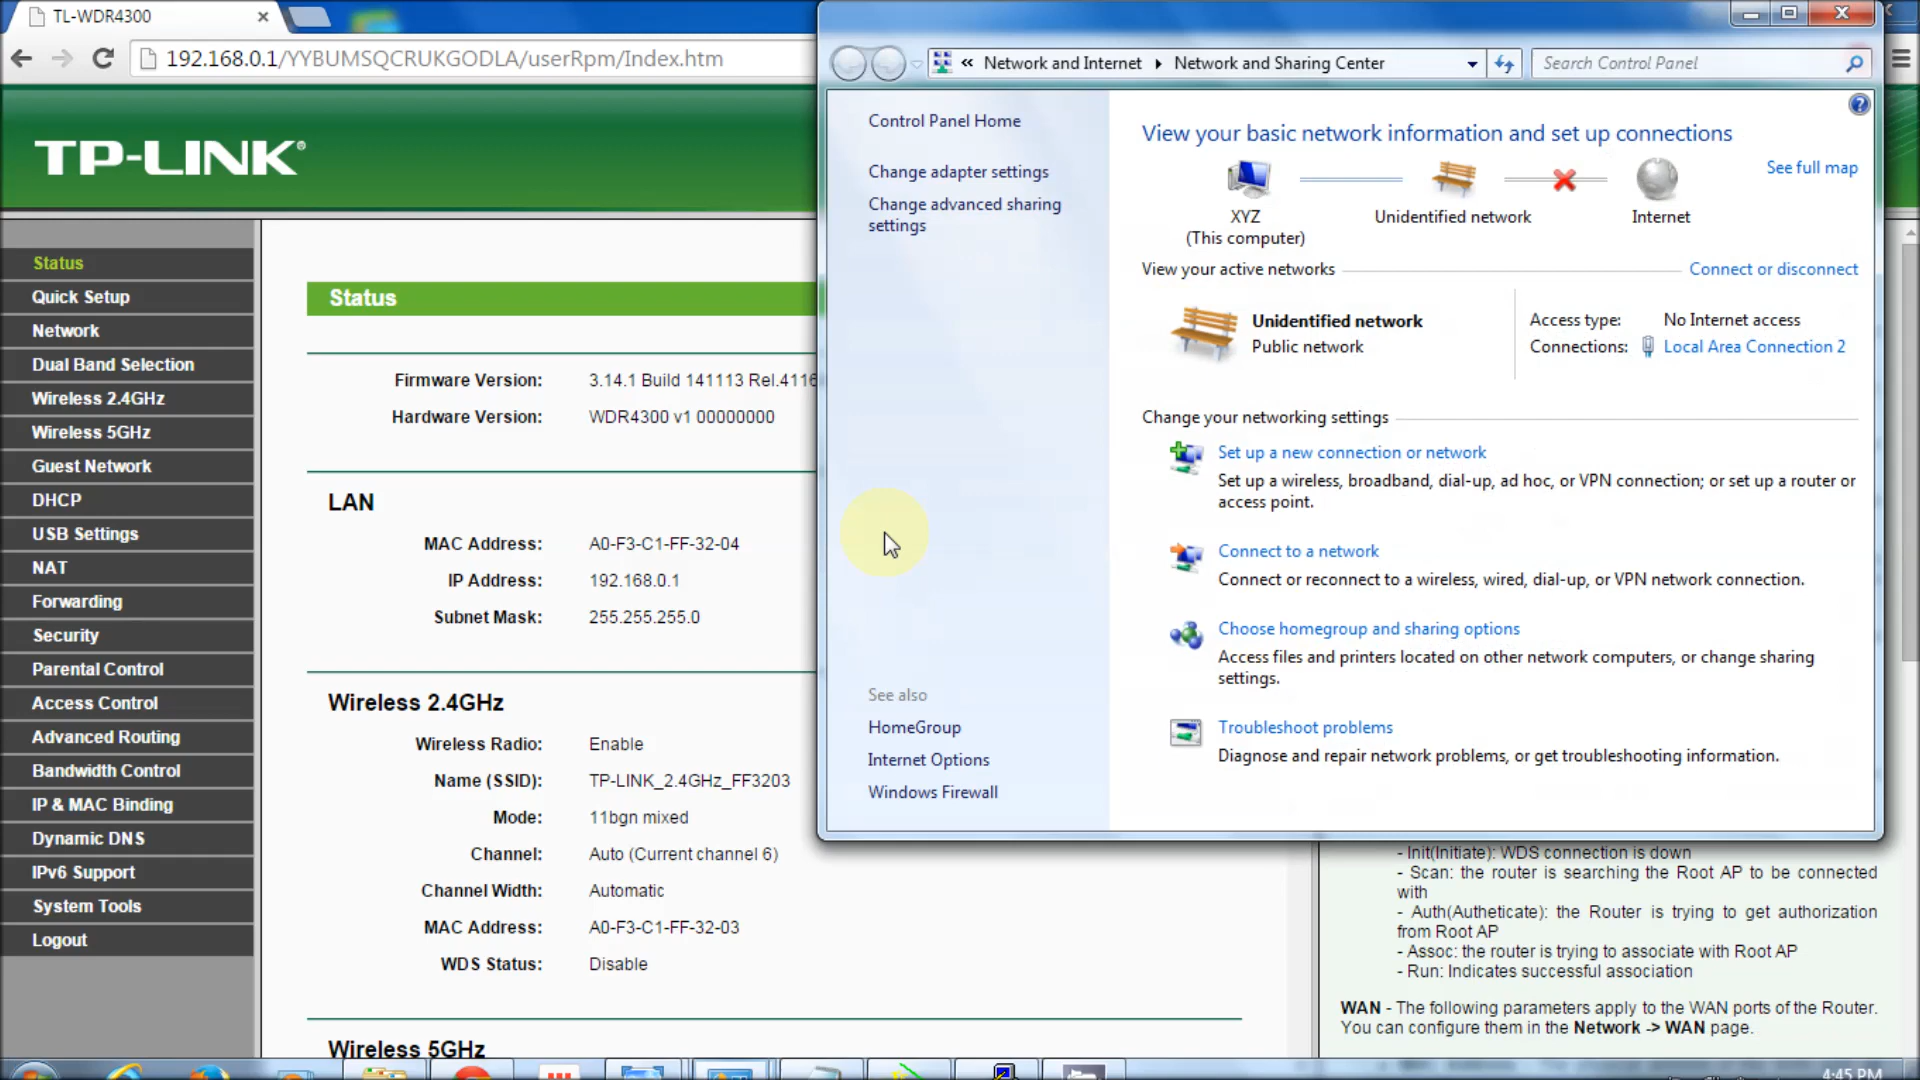 TL-WDR4300
192.168.0.1/YYBUMSQCRUKGODLA/userRpm/Index.htm
TP-LINK®
Status
Quick Setup
Network
Dual Band Selection
Wireless 2.4GHz
Wireless 5GHz
Guest Network
DHCP
USB Settings
NAT
Forwarding
Security
Parental Control
Access Control
Advanced Routing
Bandwidth Control
IP & MAC Binding
Dynamic DNS
IPv6 Support
System Tools
Logout
Status
Firmware Version: 3.14.1 Build 141113 Rel.4116
Hardware Version: WDR4300 v1 00000000
LAN
MAC Address: A0-F3-C1-FF-32-04
IP Address: 192.168.0.1
Subnet Mask: 255.255.255.0
Wireless 2.4GHz
Wireless Radio: Enable
Name (SSID): TP-LINK_2.4GHz_FF3203
Mode: 11bgn mixed
Channel: Auto (Current channel 6)
Channel Width: Automatic
MAC Address: A0-F3-C1-FF-32-03
WDS Status: Disable
Wireless 5GHz
« Network and Internet Network and Sharing Center
Search Control Panel
Control Panel Home
Change adapter settings
Change advanced sharing
settings
See also
HomeGroup
Internet Options
Windows Firewall
View your basic network information and set up connections
See full map
XYZ
(This computer)
Unidentified network
Internet
View your active networks
Connect or disconnect
Unidentified network
Public network
Access type: No Internet access
Connections: Local Area Connection 2
Change your networking settings
Set up a new connection or network
Set up a wireless, broadband, dial-up, ad hoc, or VPN connection; or set up a router or
access point.
Connect to a network
Connect or reconnect to a wireless, wired, dial-up, or VPN network connection.
Choose homegroup and sharing options
Access files and printers located on other network computers, or change sharing
settings.
Troubleshoot problems
Diagnose and repair network problems, or get troubleshooting information.
- Init(Initiate): WDS connection is down
- Scan: the router is searching the Root AP to be connected
with
- Auth(Autheticate): the Router is trying to get authorization
from Root AP
- Assoc: the router is trying to associate with Root AP
- Run: Indicates successful association
WAN - The following parameters apply to the WAN ports of the Router.
You can configure them in the Network -> WAN page.
4:45 PM